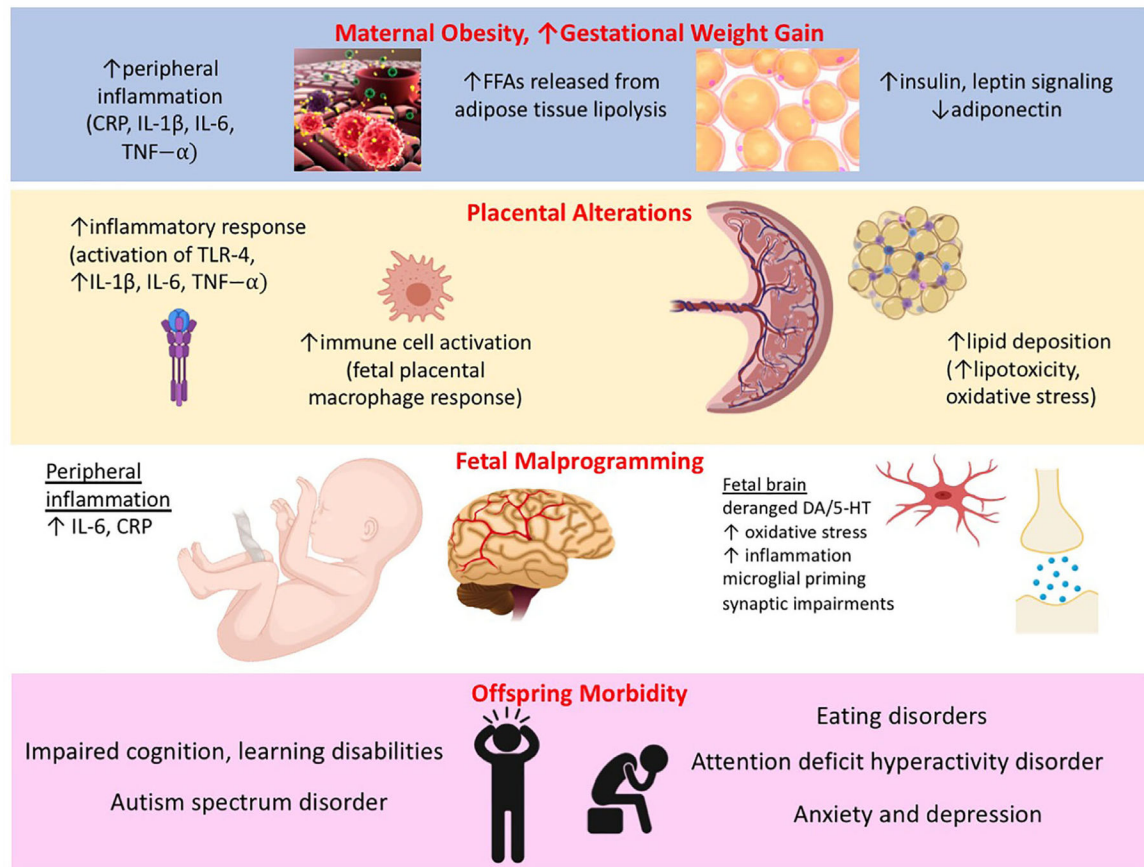 Maternal Obesity, ↑Gestational Weight Gain
↑peripheral
inflammation
(CRP, IL-1β, IL-6,
TNF−α)
↑FFAs released from
adipose tissue lipolysis
↑insulin, leptin signaling
↓adiponectin
Placental Alterations
↑inflammatory response
(activation of TLR-4,
↑IL-1β, IL-6, TNF−α)
↑immune cell activation
(fetal placental
macrophage response)
↑lipid deposition
(↑lipotoxicity,
oxidative stress)
Fetal Malprogramming
Peripheral
inflammation
↑ IL-6, CRP
Fetal brain
deranged DA/5-HT
↑ oxidative stress
↑ inflammation
microglial priming
synaptic impairments
Offspring Morbidity
Impaired cognition, learning disabilities
Autism spectrum disorder
Eating disorders
Attention deficit hyperactivity disorder
Anxiety and depression